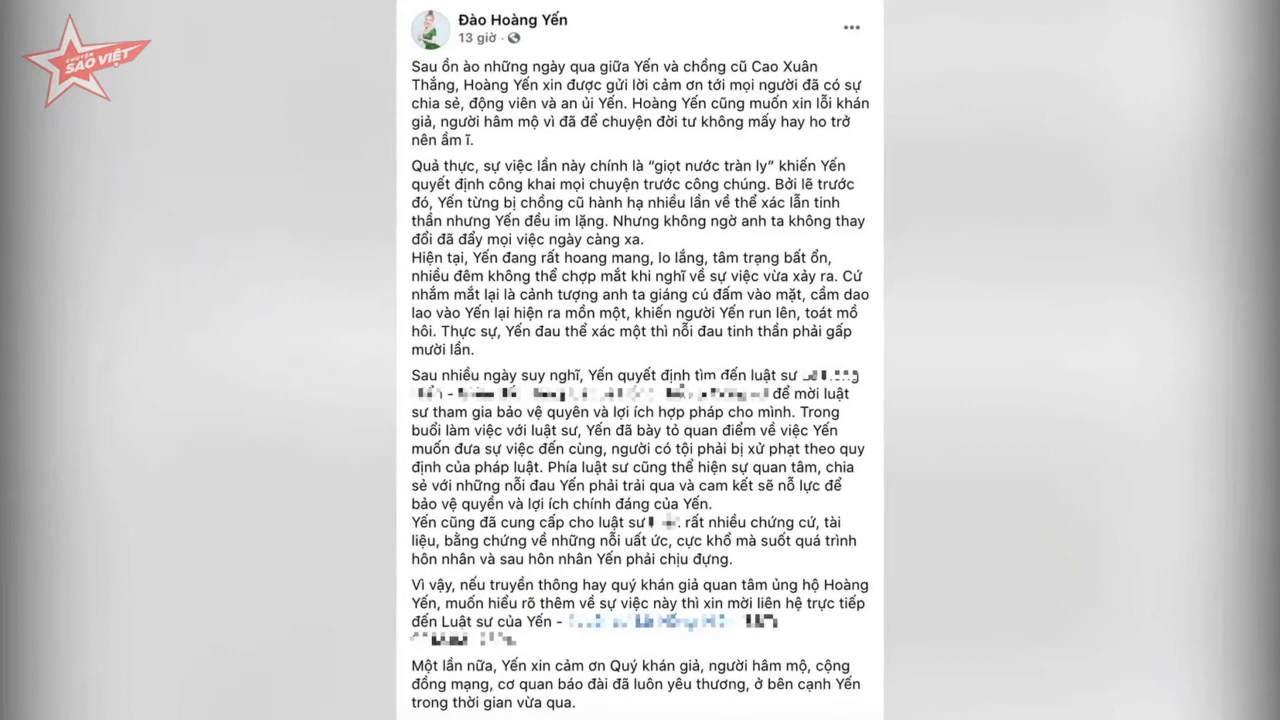 CHUYỆN
SAO VIỆT
Đào Hoàng Yến
13 giờ ·
Sau ồn ào những ngày qua giữa Yến và chồng cũ Cao Xuân
Thắng, Hoàng Yến xin được gửi lời cảm ơn tới mọi người đã có sự
chia sẻ, động viên và an ủi Yến. Hoàng Yến cũng muốn xin lỗi khán
giả, người hâm mộ vì đã để chuyện đời tư không mấy hay ho trở
nên ầm ĩ.
Quả thực, sự việc lần này chính là “giọt nước tràn ly” khiến Yến
quyết định công khai mọi chuyện trước công chúng. Bởi lẽ trước
đó, Yến từng bị chồng cũ hành hạ nhiều lần về thể xác lẫn tinh
thần nhưng Yến đều im lặng. Nhưng không ngờ anh ta không thay
đổi đã đẩy mọi việc ngày càng xa.
Hiện tại, Yến đang rất hoang mang, lo lắng, tâm trạng bất ổn,
nhiều đêm không thể chợp mắt khi nghĩ về sự việc vừa xảy ra. Cứ
nhắm mắt lại là cảnh tượng anh ta giáng cú đấm vào mặt, cầm dao
lao vào Yến lại hiện ra mồn một, khiến người Yến run lên, toát mồ
hôi. Thực sự, Yến đau thể xác một thì nỗi đau tinh thần phải gấp
mười lần.
Sau nhiều ngày suy nghĩ, Yến quyết định tìm đến luật sư
- để mời luật
sư tham gia bảo vệ quyên và lợi ích hợp pháp cho mình. Trong
buổi làm việc với luật sư, Yến đã bày tỏ quan điểm về việc Yến
muốn đưa sự việc đến cùng, người có tội phải bị xử phạt theo quy
định của pháp luật. Phía luật sư cũng thể hiện sự quan tâm, chia
sẻ với những nỗi đau Yến phải trải qua và cam kết sẽ nỗ lực để
bảo vệ quyền và lợi ích chính đáng của Yến.
Yến cũng đã cung cấp cho luật sư . rất nhiều chứng cứ, tài
liệu, bằng chứng về những nỗi uất ức, cực khổ mà suốt quá trình
hôn nhân và sau hôn nhân Yến phải chịu đựng.
Vì vậy, nếu truyền thông hay quý khán giả quan tâm ủng hộ Hoàng
Yến, muốn hiểu rõ thêm về sự việc này thì xin mời liên hệ trực tiếp
đến Luật sư của Yến -
Một lần nữa, Yến xin cảm ơn Quý khán giả, người hâm mộ, cộng
đồng mạng, cơ quan báo đài đã luôn yêu thương, ở bên cạnh Yến
trong thời gian vừa qua.